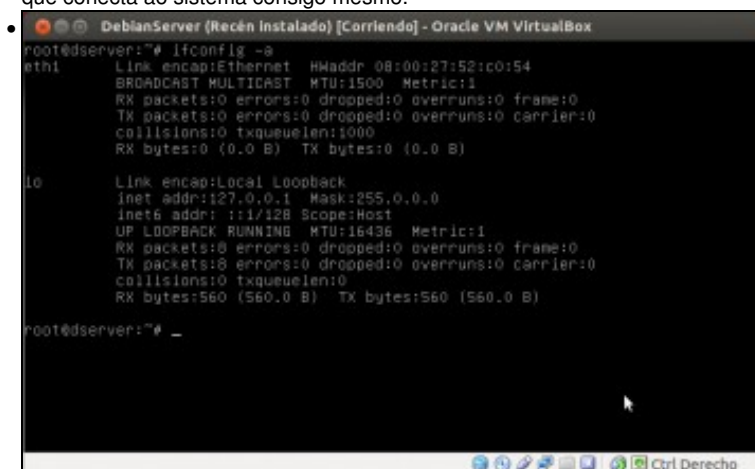 que conecta ao sistema consigo mesmo.
DebianServer (Recén instalado) [Corriendo] - Oracle VM VirtualBox
root@dserver:~# ifconfig -a
eth1 Link encap:Ethernet HWaddr 08:00:27:52:c0:54
BROADCAST MULTICAST MTU:1500 Metric:1
RX packets:0 errors:0 dropped:0 overruns:0 frame:0
TX packets:0 errors:0 dropped:0 overruns:0 carrier:0
collisions:0 txqueuelen:1000
RX bytes:0 (0.0 B) TX bytes:0 (0.0 B)
lo Link encap:Local Loopback
inet addr:127.0.0.1 Mask:255.0.0.0
inet6 addr: ::1/128 Scope:Host
UP LOOPBACK RUNNING MTU:16436 Metric:1
RX packets:8 errors:0 dropped:0 overruns:0 frame:0
TX packets:8 errors:0 dropped:0 overruns:0 carrier:0
collisions:0 txqueuelen:0
RX bytes:560 (560.0 B) TX bytes:560 (560.0 B)
root@dserver:~# _
Ctrl Derecho